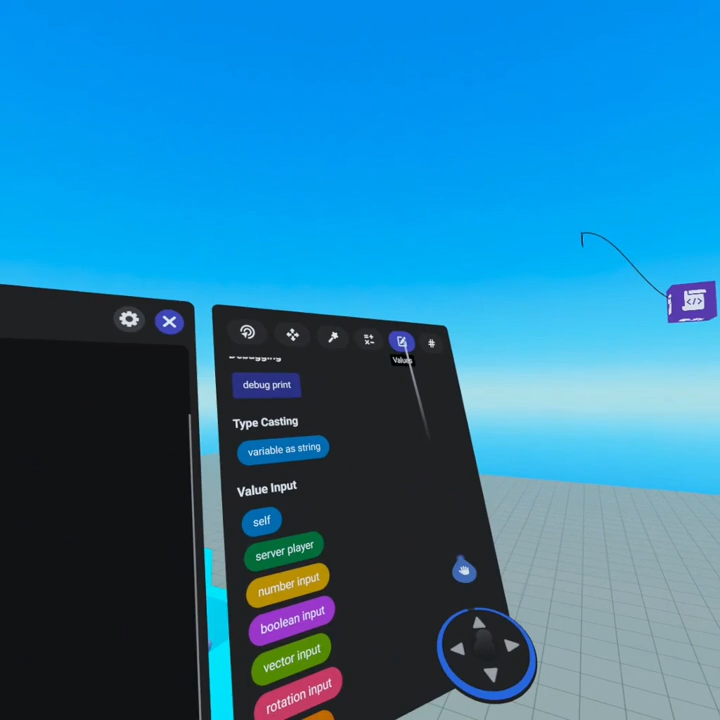 Values
Debugging
debug print
Type Casting
variable as string
Value Input
self
server player
number input
boolean input
vector input
rotation input